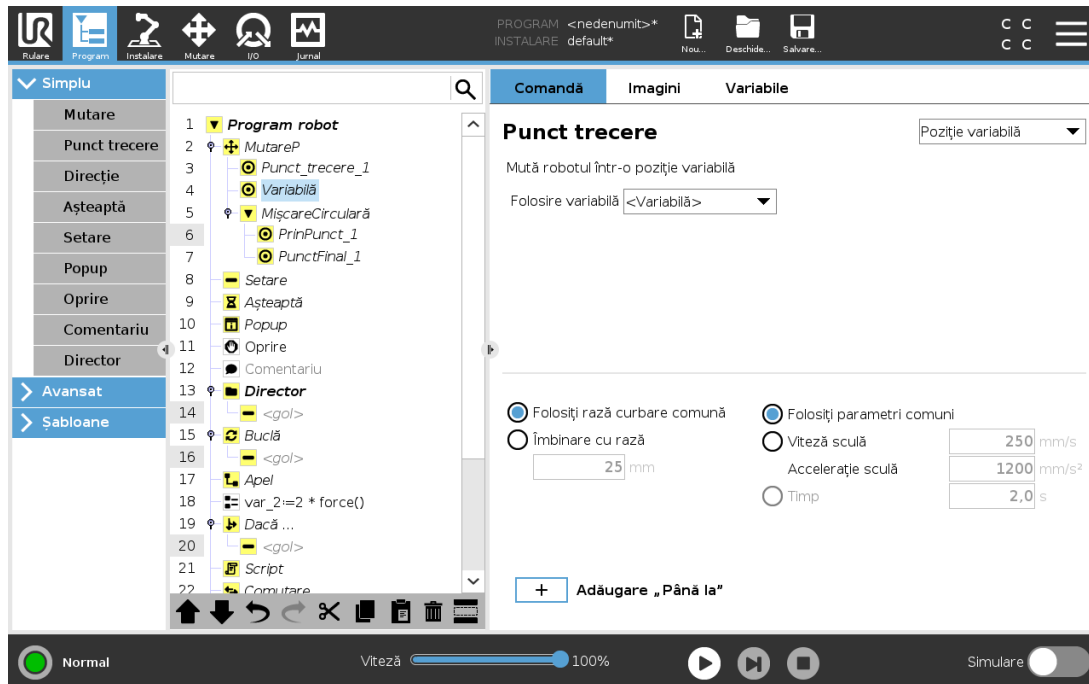 UR
Rulare
Program
Instalare
Mutare
I/O
Jurnal
PROGRAM <nedenumit>*
INSTALARE default*
Nou...
Deschide...
Salvare...
C C
C C
Simplu
Mutare
Punct trecere
Direcție
Așteaptă
Setare
Popup
Oprire
Comentariu
Director
Avansat
Șabloane
1 Program robot
2 MutareP
3 Punct_trecere_1
4 Variabilă
5 MișcareCirculară
6 PrinPunct_1
7 PunctFinal_1
8 Setare
9 Așteaptă
10 Popup
11 Oprire
12 Comentariu
13 Director
14 <gol>
15 Buclă
16 <gol>
17 Apel
18 var_2:=2 * force()
19 Dacă ...
20 <gol>
21 Script
22 Comutare
Comandă
Imagini
Variabile
Punct trecere
Poziție variabilă
Mută robotul într-o poziție variabilă
Folosire variabilă <Variabilă>
Folosiți rază curbare comună
Îmbinare cu rază
25 mm
Folosiți parametri comuni
Viteză sculă 250 mm/s
Accelerație sculă 1200 mm/s²
Timp 2,0 s
+ Adăugare „Până la”
Normal
Viteză 100%
Simulare